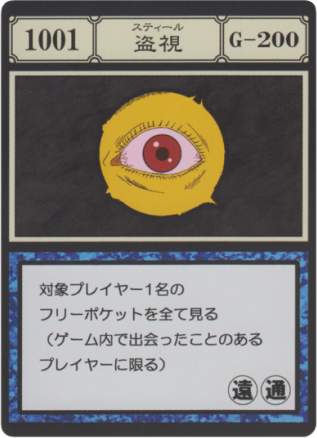 1001
スティール
盗視
G-200
対象プレイヤー1名の
フリーポケットを全て見る
（ゲーム内で出会ったことのある
プレイヤーに限る）
遠 通